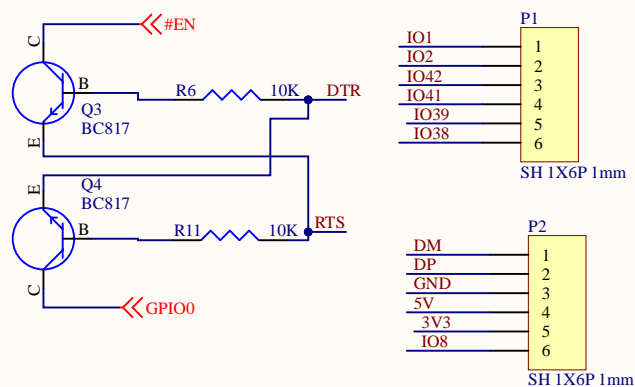 C
#EN
B
R6
10K
DTR
Q3
BC817
E
E
Q4
BC817
B
R11
10K
RTS
C
GPIO0
P1
IO1
1
IO2
2
IO42
3
IO41
4
IO39
5
IO38
6
SH 1X6P 1mm
P2
DM
1
DP
2
GND
3
5V
4
3V3
5
IO8
6
SH 1X6P 1mm